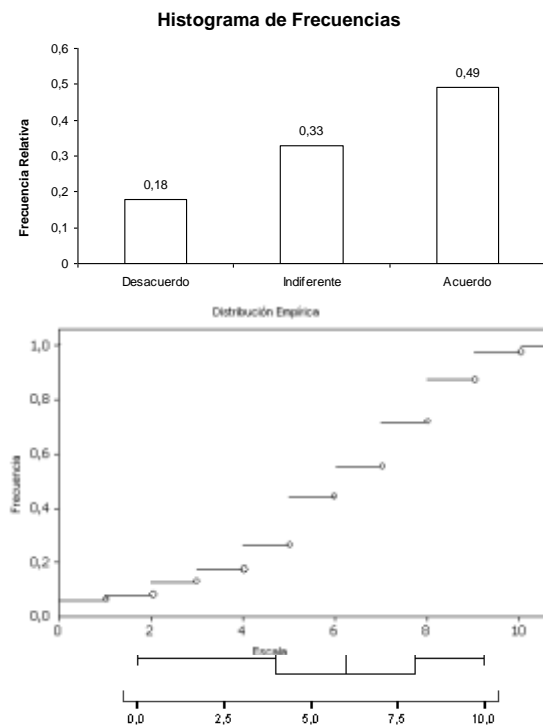 Histograma de Frecuencias
0,6
0,5
0,4
0,3
0,2
0,1
0
Frecuencia Relativa
0,18
0,33
0,49
Desacuerdo Indiferente Acuerdo
Distribución Empírica
1,0
0,8
0,6
0,4
0,2
0,0
Frecuencia
0 2 4 6 8 10
Escala
0,0 2,5 5,0 7,5 10,0